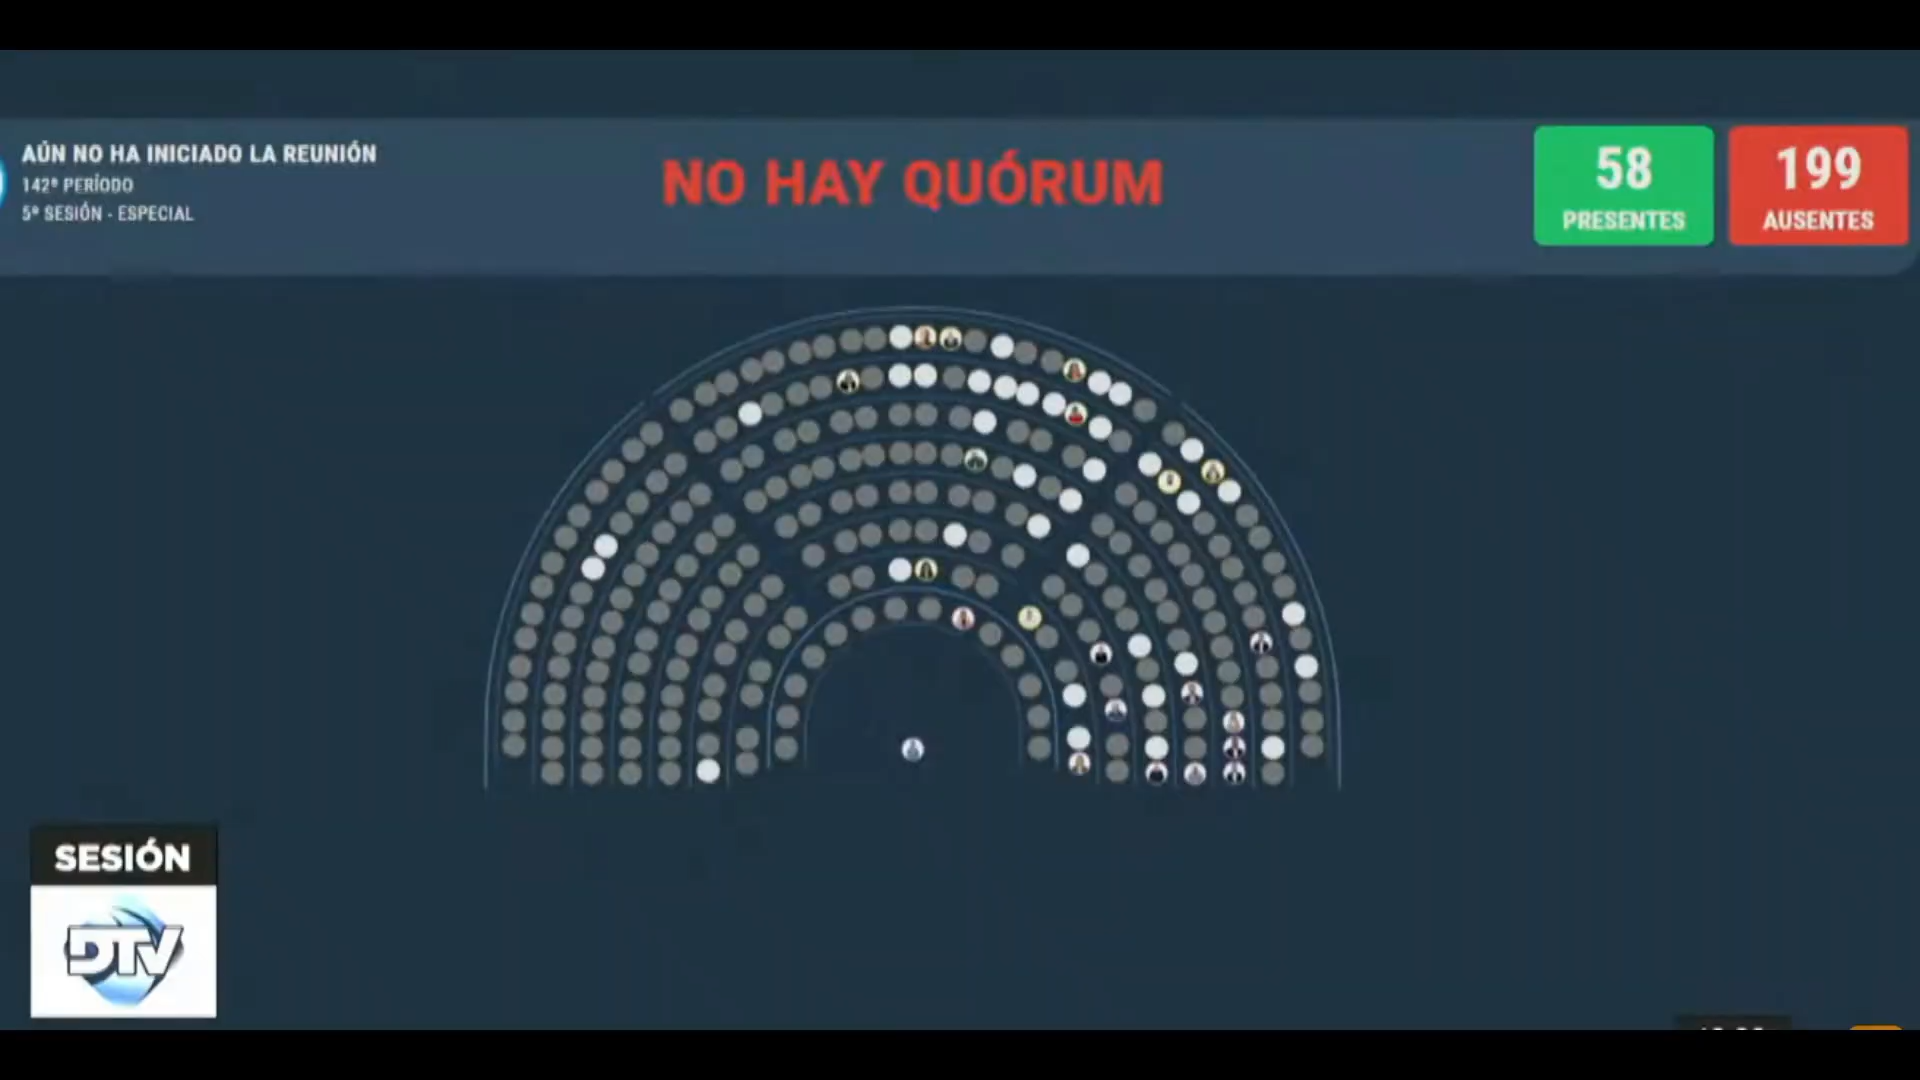 AÚN NO HA INICIADO LA REUNIÓN
142º PERÍODO
5º SESIÓN - ESPECIAL
NO HAY QUÓRUM
58
PRESENTES
199
AUSENTES
SESIÓN
DTV